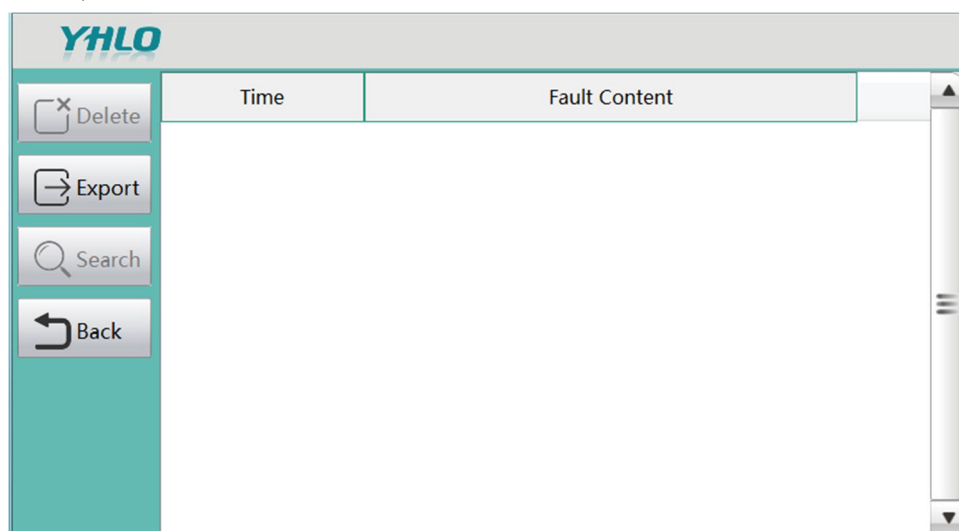 YHLO
Time Fault Content
Delete
Export
Search
Back